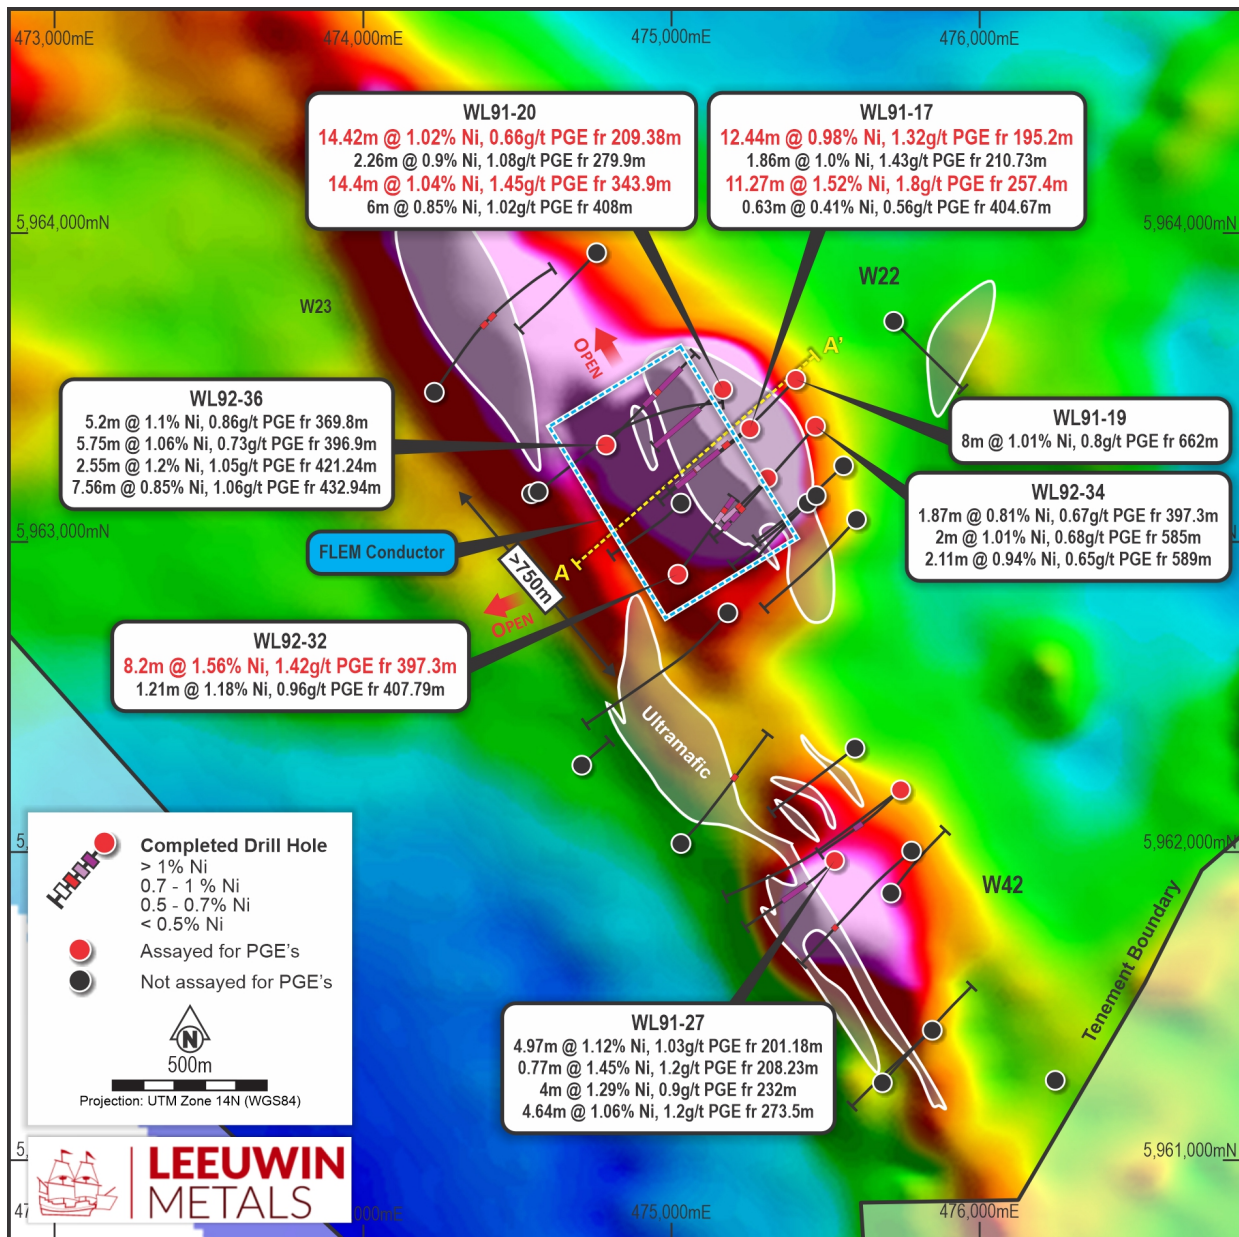 473,000mE
474,000mE
475,000mE
476,000mE
WL91-20
14.42m @ 1.02% Ni, 0.66g/t PGE fr 209.38m
2.26m @ 0.9% Ni, 1.08g/t PGE fr 279.9m
14.4m @ 1.04% Ni, 1.45g/t PGE fr 343.9m
6m @ 0.85% Ni, 1.02g/t PGE fr 408m
WL91-17
12.44m @ 0.98% Ni, 1.32g/t PGE fr 195.2m
1.86m @ 1.0% Ni, 1.43g/t PGE fr 210.73m
11.27m @ 1.52% Ni, 1.8g/t PGE fr 257.4m
0.63m @ 0.41% Ni, 0.56g/t PGE fr 404.67m
5,964,000mN
5,964,000mN
W22
W23
OPEN
A'
WL92-36
5.2m @ 1.1% Ni, 0.86g/t PGE fr 369.8m
5.75m @ 1.06% Ni, 0.73g/t PGE fr 396.9m
2.55m @ 1.2% Ni, 1.05g/t PGE fr 421.24m
7.56m @ 0.85% Ni, 1.06g/t PGE fr 432.94m
WL91-19
8m @ 1.01% Ni, 0.8g/t PGE fr 662m
WL92-34
1.87m @ 0.81% Ni, 0.67g/t PGE fr 397.3m
2m @ 1.01% Ni, 0.68g/t PGE fr 585m
2.11m @ 0.94% Ni, 0.65g/t PGE fr 589m
5,963,000mN
FLEM Conductor
A
>750m
OPEN
WL92-32
8.2m @ 1.56% Ni, 1.42g/t PGE fr 397.3m
1.21m @ 1.18% Ni, 0.96g/t PGE fr 407.79m
Ultramafic
5,962,000mN
W42
Tenement Boundary
Completed Drill Hole
> 1% Ni
0.7 - 1 % Ni
0.5 - 0.7% Ni
< 0.5% Ni
Assayed for PGE's
Not assayed for PGE's
N
500m
Projection: UTM Zone 14N (WGS84)
WL91-27
4.97m @ 1.12% Ni, 1.03g/t PGE fr 201.18m
0.77m @ 1.45% Ni, 1.2g/t PGE fr 208.23m
4m @ 1.29% Ni, 0.9g/t PGE fr 232m
4.64m @ 1.06% Ni, 1.2g/t PGE fr 273.5m
5,961,000mN
LEEUWIN
METALS
475,000mE
476,000mE